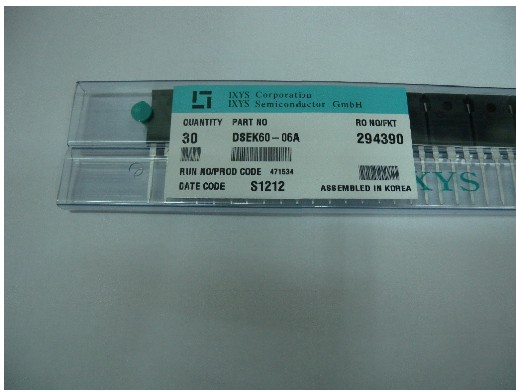 IXYS Corporation
IXYS Semiconductor GmbH
QUANTITY PART NO RO NO/PKT
30 DSEK60-06A 294390
RUN NO/PROD CODE 471534
DATE CODE S1212 ASSEMBLED IN KOREA
IXYS